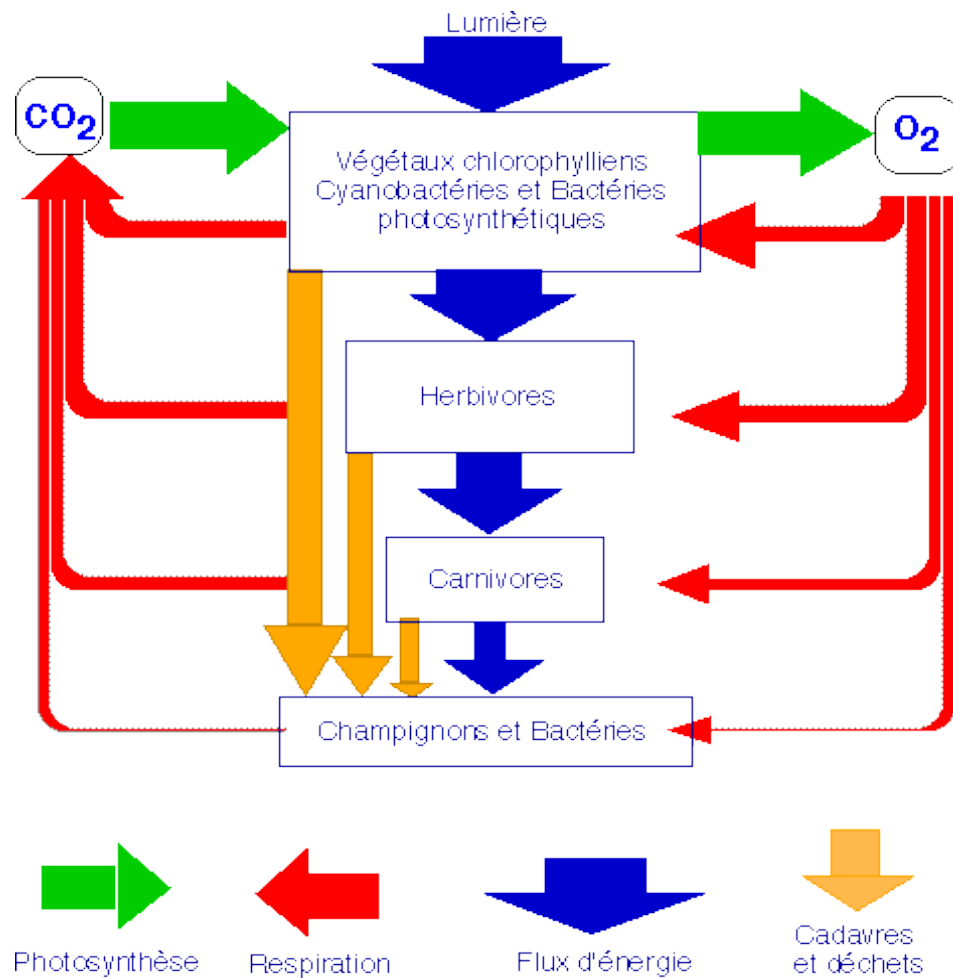 Lumière
CO2
O2
Végétaux chlorophylliens
Cyanobactéries et Bactéries
photosynthétiques
Herbivores
Carnivores
Champignons et Bactéries
Photosynthèse
Respiration
Flux d'énergie
Cadavres
et déchets